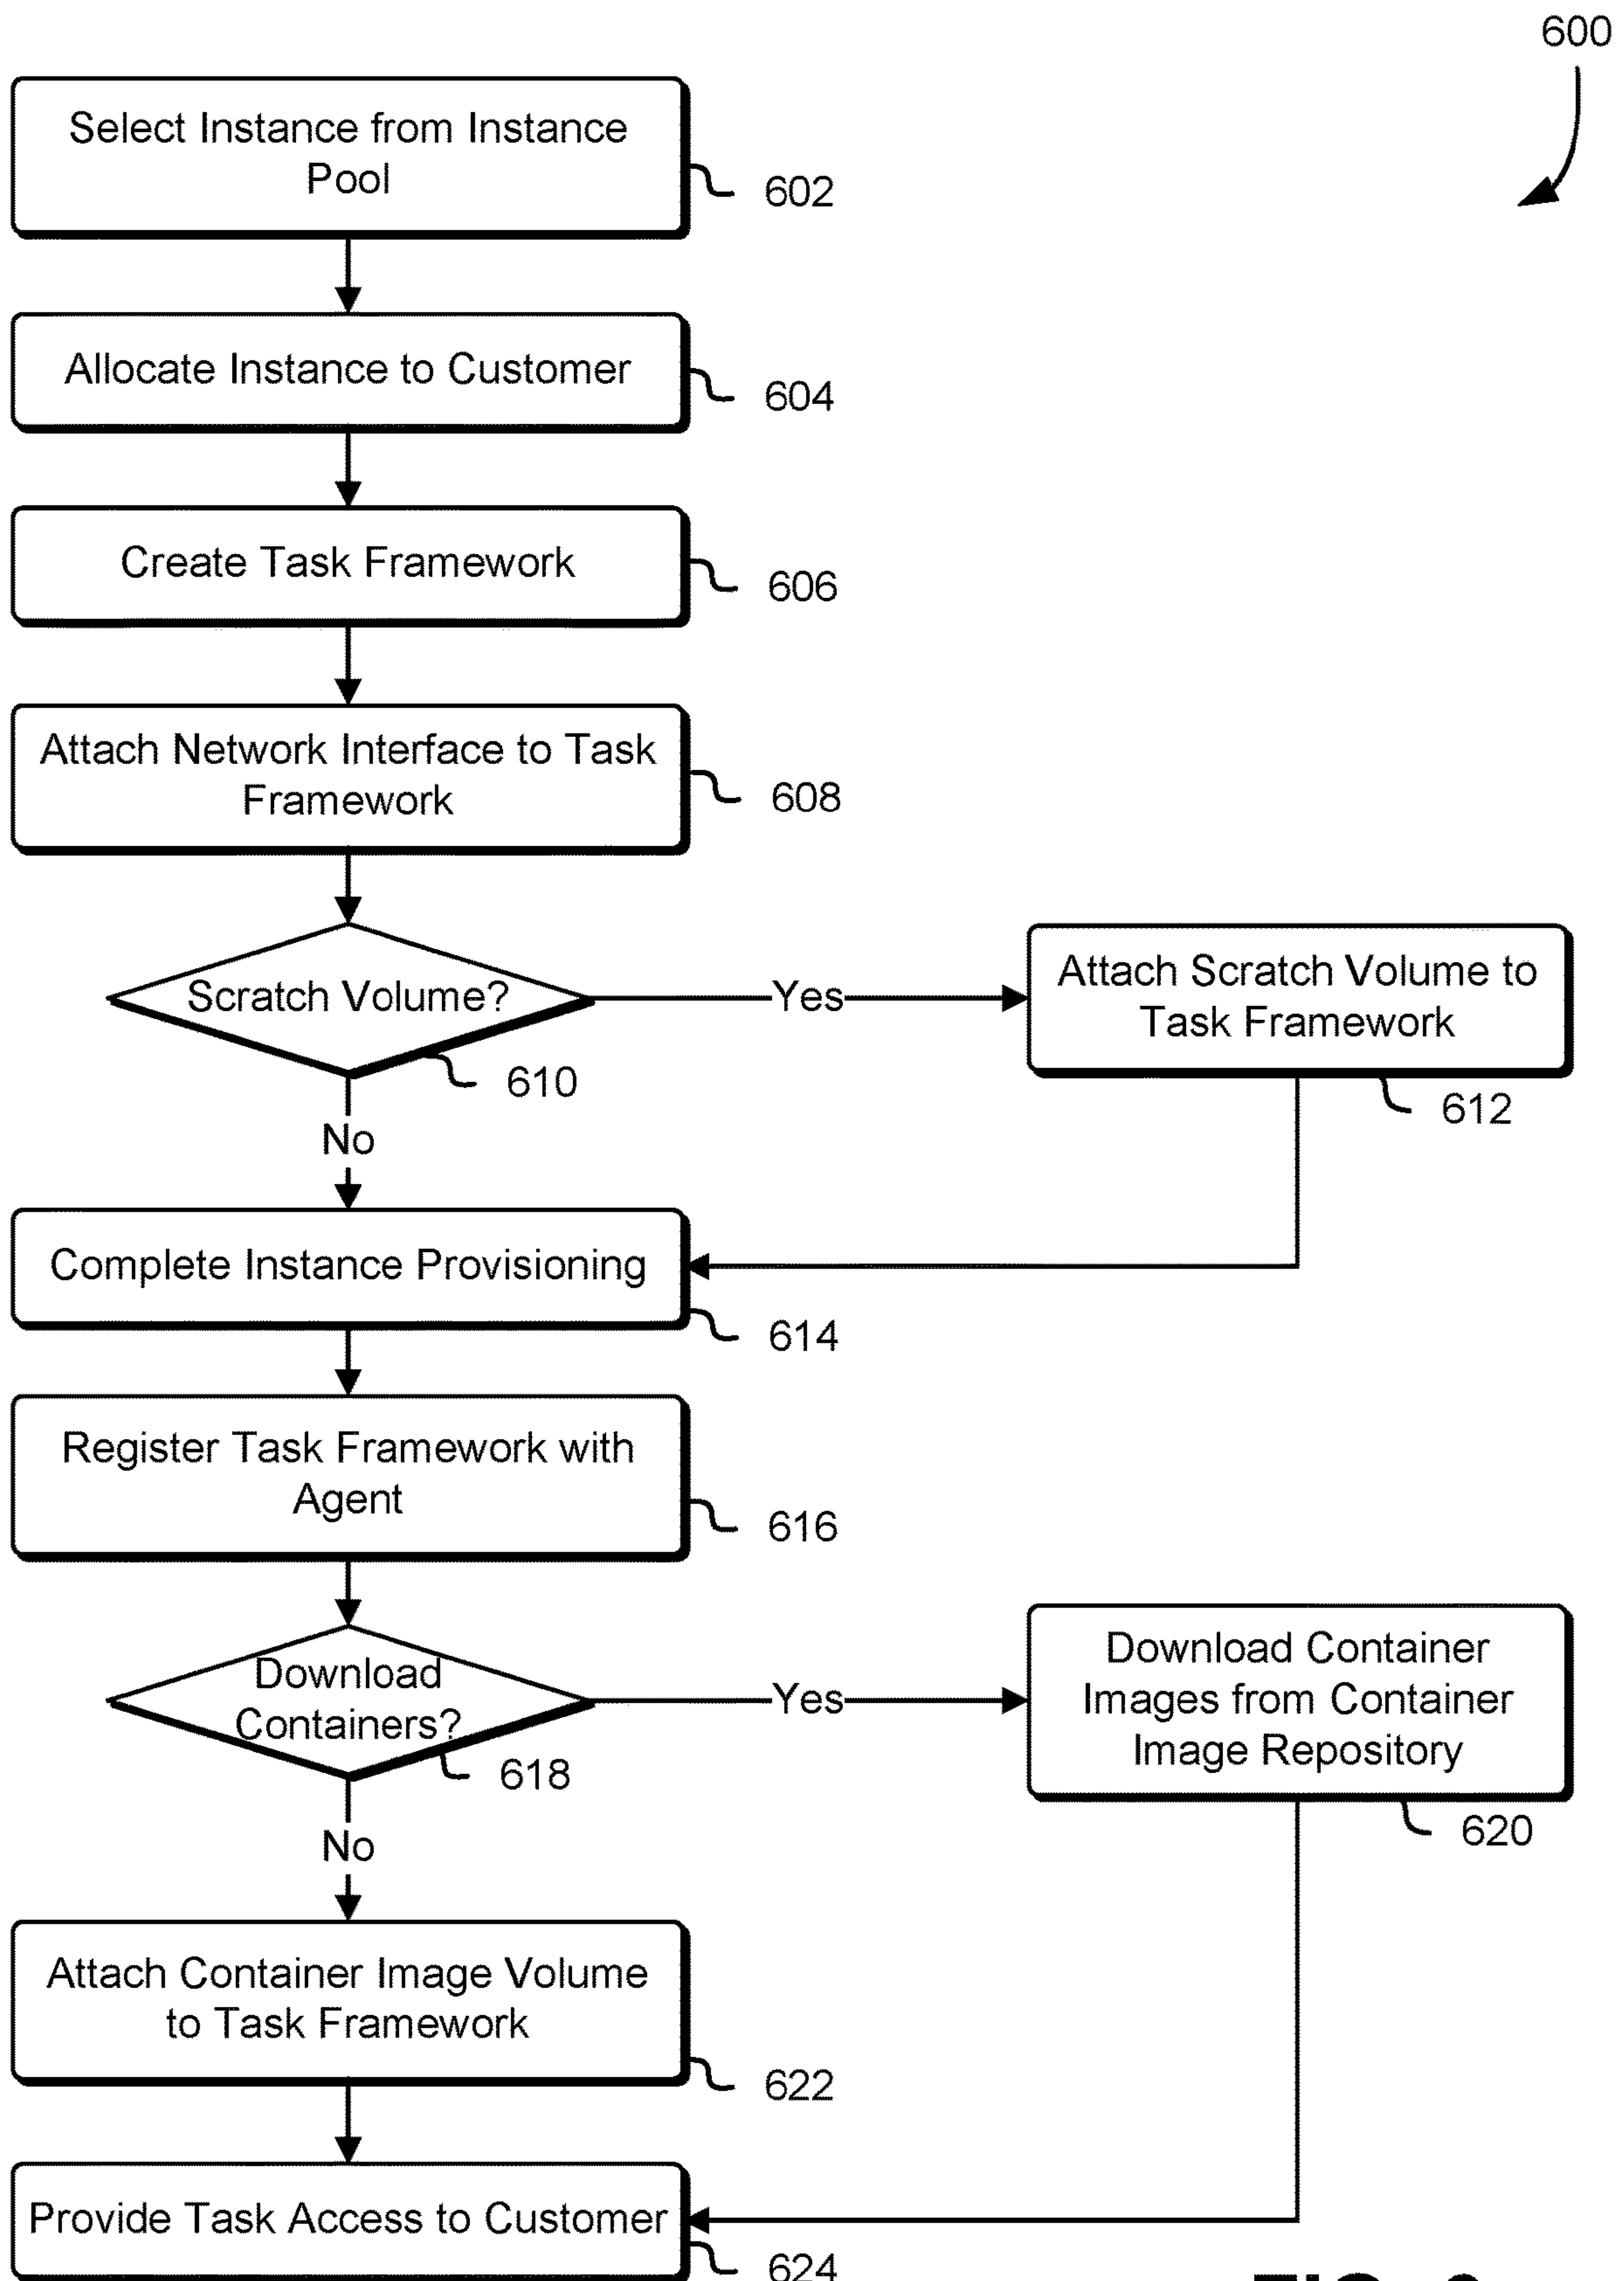 600
Select Instance from Instance
Pool
602
Allocate Instance to Customer
604
Create Task Framework
606
Attach Network Interface to Task
Framework
608
Scratch Volume?
Yes
610
No
Attach Scratch Volume to
Task Framework
612
Complete Instance Provisioning
614
Register Task Framework with
Agent
616
Download
Containers?
Yes
618
No
Download Container
Images from Container
Image Repository
620
Attach Container Image Volume
to Task Framework
622
Provide Task Access to Customer
624